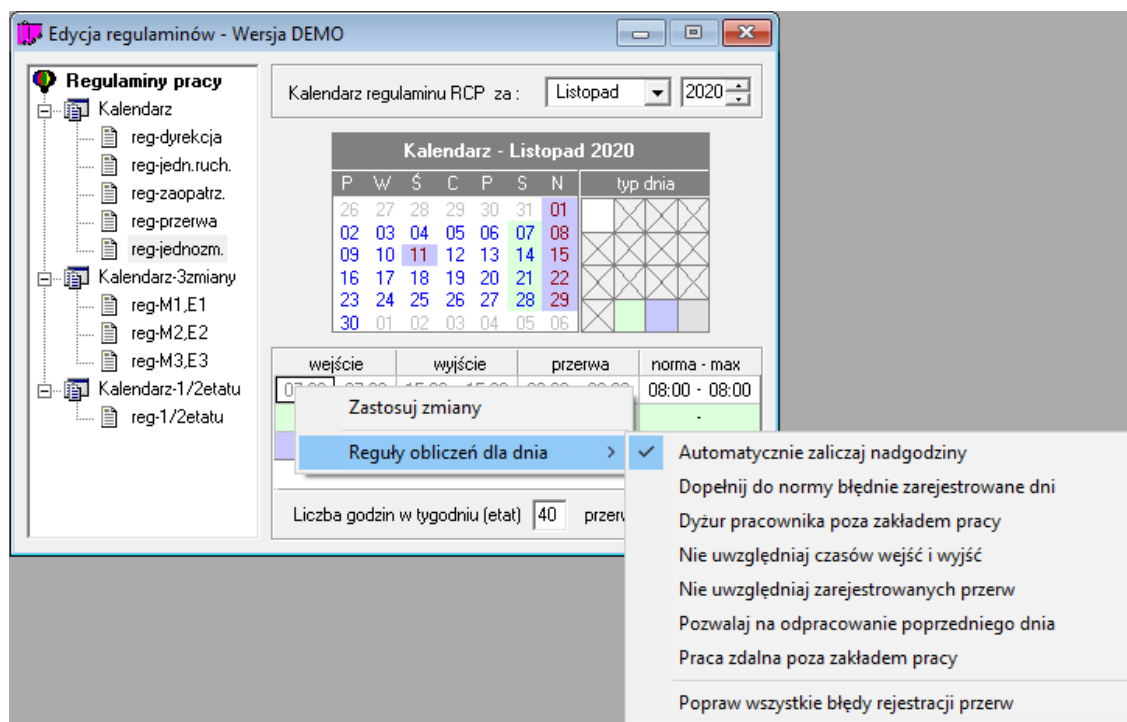 Edycja regulaminów - Wersja DEMO
Regulaminy pracy
Kalendarz
reg-dyrekcja
reg-jedn.ruch.
reg-zaopatrz.
reg-przerwa
reg-jednozm.
Kalendarz-3zmiany
reg-M1,E1
reg-M2,E2
reg-M3,E3
Kalendarz-1/2etatu
reg-1/2etatu
Kalendarz regulaminu RCP za : Listopad 2020
Kalendarz - Listopad 2020
P W Ś C P S N typ dnia
26 27 28 29 30 31 01
02 03 04 05 06 07 08
09 10 11 12 13 14 15
16 17 18 19 20 21 22
23 24 25 26 27 28 29
30 01 02 03 04 05 06
wejście wyjście przerwa norma - max
08:00 - 08:00
-
Liczba godzin w tygodniu (etat) 40
Zastosuj zmiany
Reguły obliczeń dla dnia >
Automatycznie zaliczaj nadgodziny
Dopełnij do normy błędnie zarejestrowane dni
Dyżur pracownika poza zakładem pracy
Nie uwzględniaj czasów wejść i wyjść
Nie uwzględniaj zarejestrowanych przerw
Pozwalaj na odpracowanie poprzedniego dnia
Praca zdalna poza zakładem pracy
Popraw wszystkie błędy rejestracji przerw